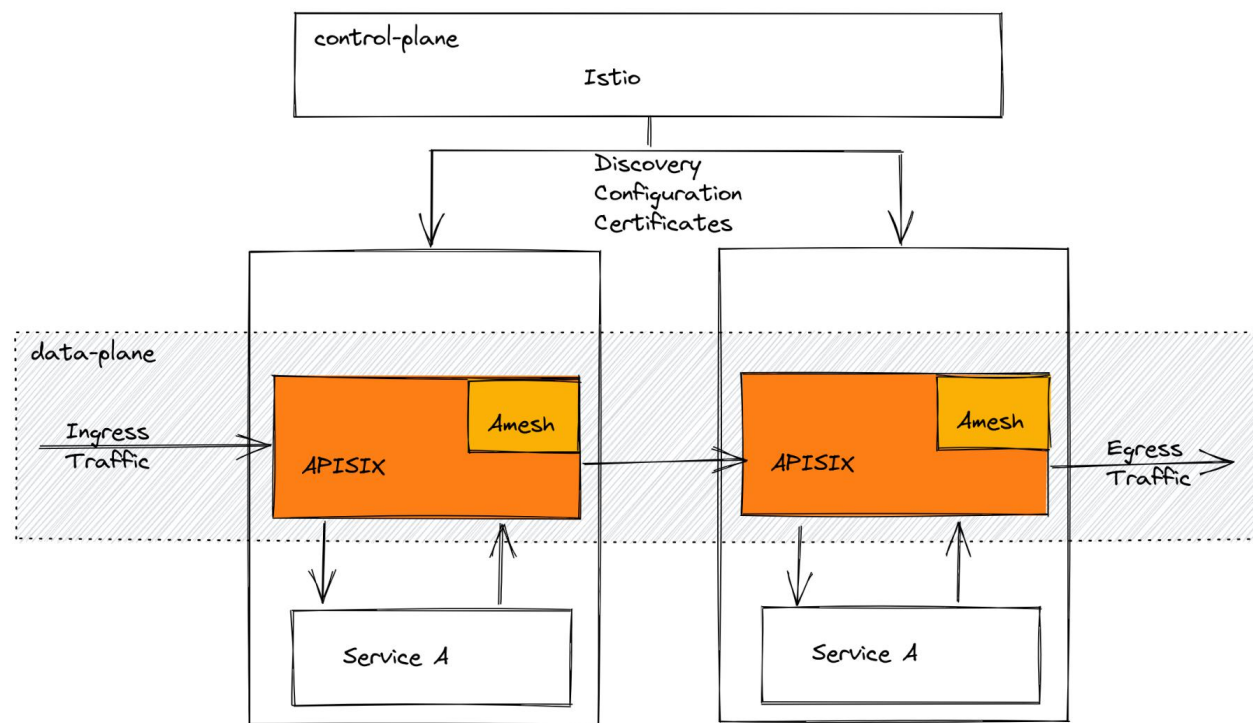 control-plane
Istio
Discovery
Configuration
Certificates
data-plane
Ingress
Traffic
Amesh
APISIX
Amesh
APISIX
Egress
Traffic
Service A
Service A